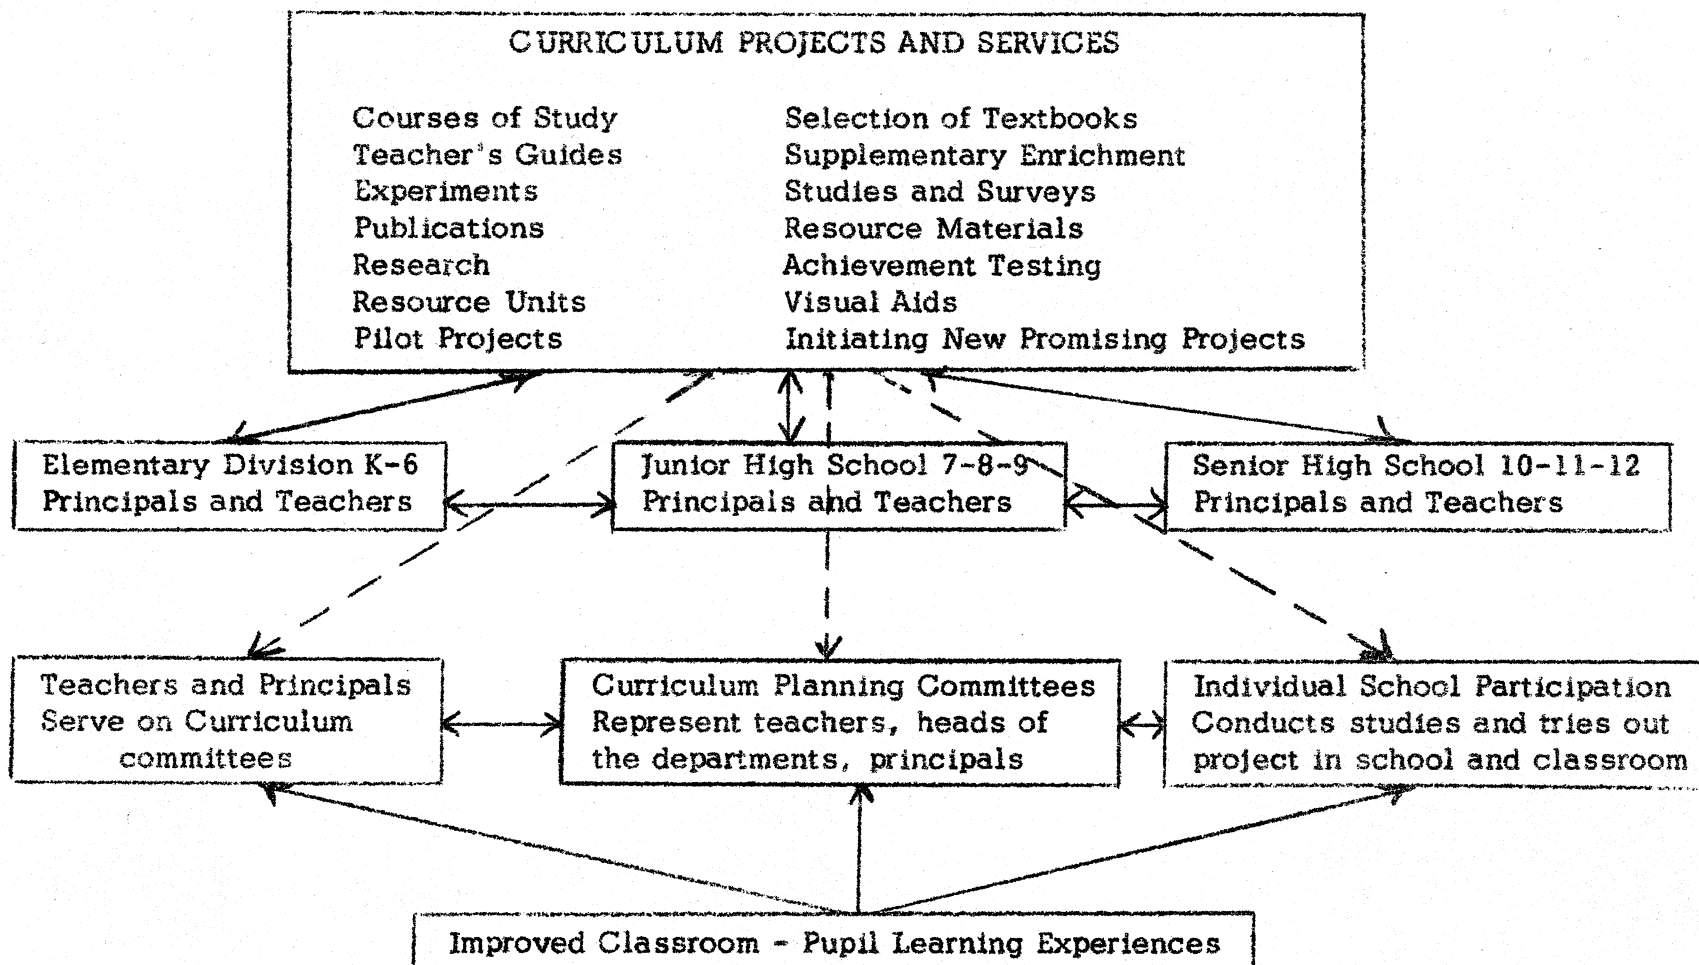 CURRICULUM PROJECTS AND SERVICES
Courses of Study
Teacher's Guides
Experiments
Publications
Research
Resource Units
Pilot Projects
Selection of Textbooks
Supplementary Enrichment
Studies and Surveys
Resource Materials
Achievement Testing
Visual Aids
Initiating New Promising Projects
Elementary Division K-6
Principals and Teachers
Junior High School 7-8-9
Principals and Teachers
Senior High School 10-11-12
Principals and Teachers
Teachers and Principals
Serve on Curriculum
committees
Curriculum Planning Committees
Represent teachers, heads of
the departments, principals
Individual School Participation
Conducts studies and tries out
project in school and classroom
Improved Classroom - Pupil Learning Experiences